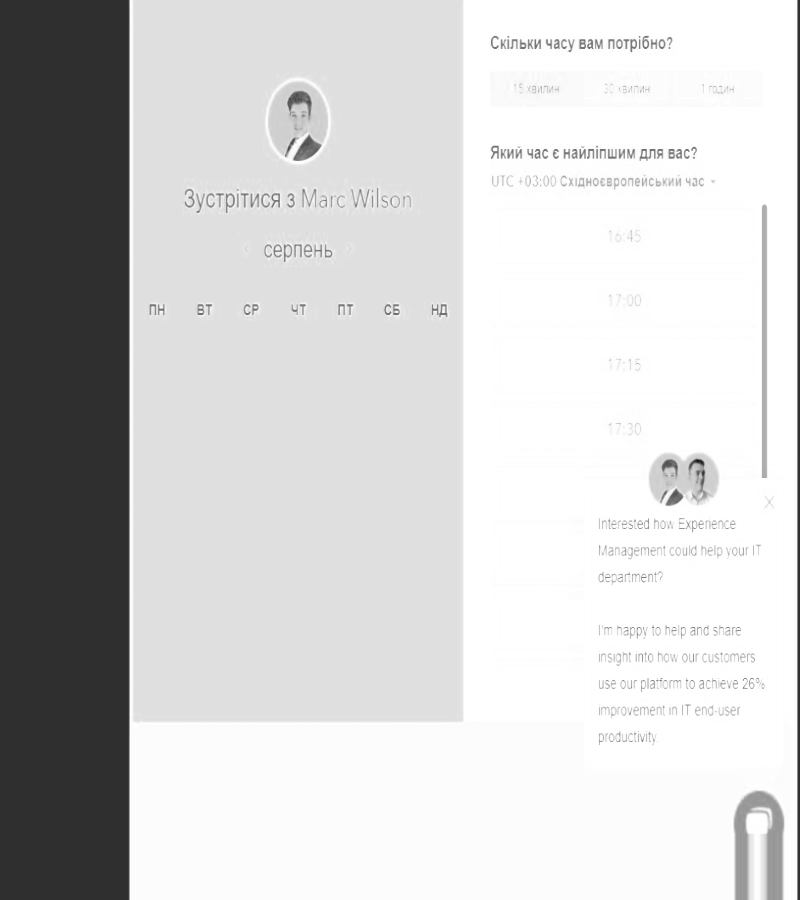 Зустрітися з Marc Wilson
серпень
ПН ВТ СР ЧТ ПТ СБ НД
Скільки часу вам потрібно?
15 хвилин 30 хвилин 1 годин
Який час є найліпшим для вас?
UTC +03:00 Східноєвропейський час
16:45
17:00
17:15
17:30
Interested how Experience
Management could help your IT
department?
I'm happy to help and share
insight into how our customers
use our platform to achieve 26%
improvement in IT end-user
productivity.